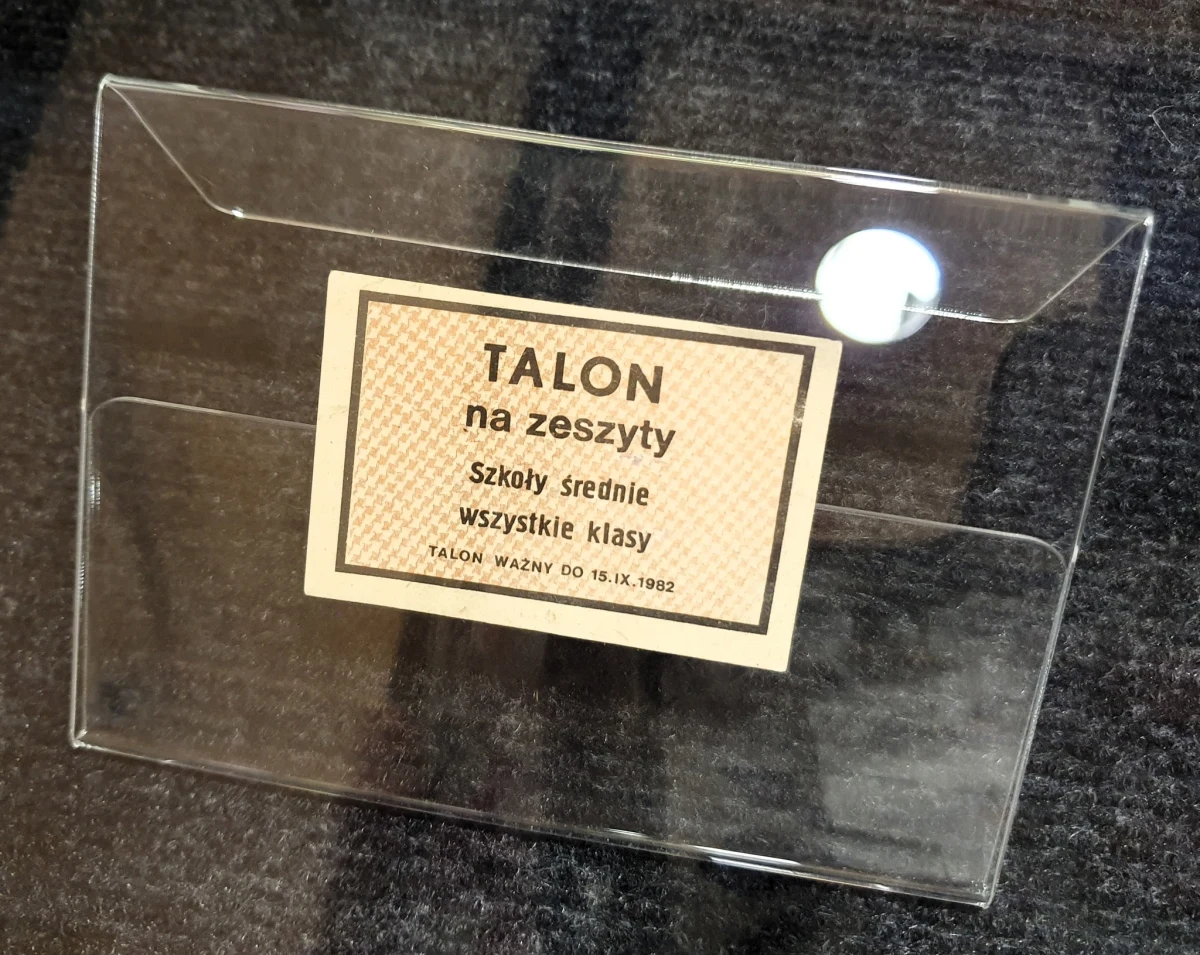 TALON
na zeszyty
Szkoły średnie
wszystkie klasy
TALON WAŻNY DO 15.IX.1982